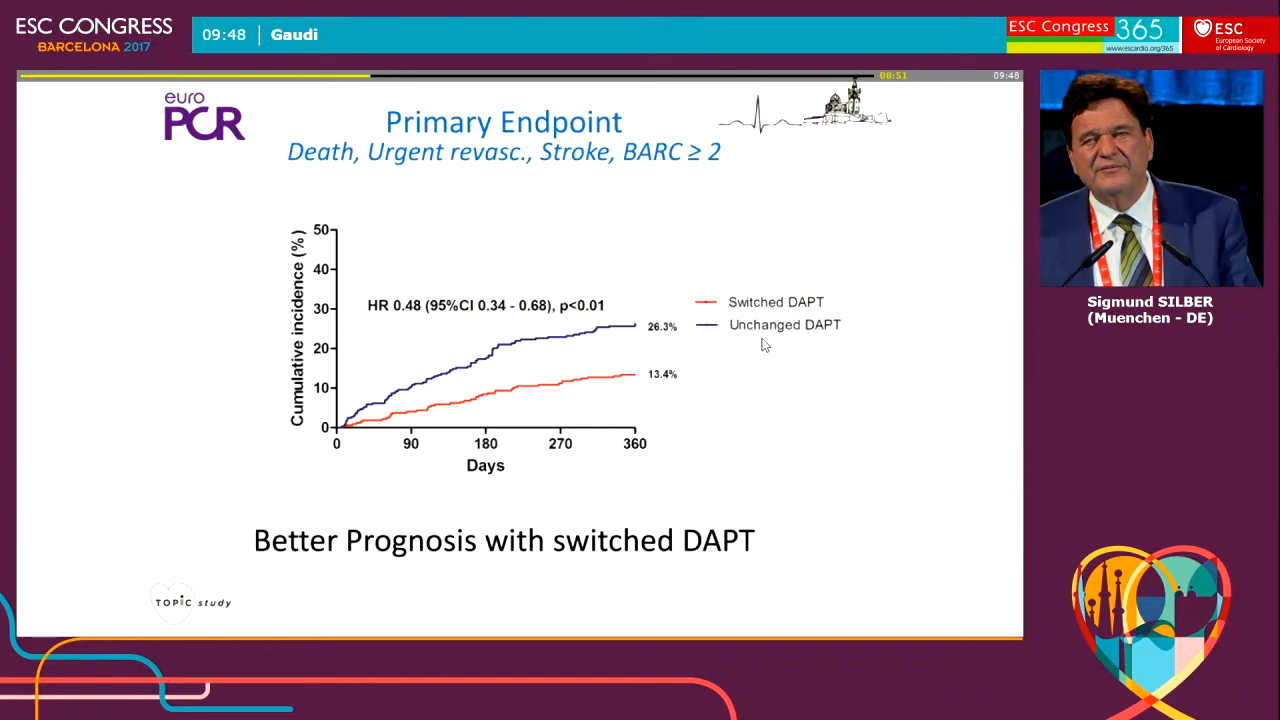 ESC CONGRESS
BARCELONA 2017
09:48 | Gaudi
ESC Congress 365
www.escardio.org/365
ESC
European Society
of Cardiology
08:51
09:48
euro
PCR
Primary Endpoint
Death, Urgent revasc., Stroke, BARC ≥ 2
Cumulative incidence (%)
50
40
30
20
10
0
HR 0.48 (95%CI 0.34 - 0.68), p<0.01
26.3%
13.4%
Switched DAPT
Unchanged DAPT
0 90 180 270 360
Days
Better Prognosis with switched DAPT
TOPIC study
Sigmund SILBER
(Muenchen - DE)